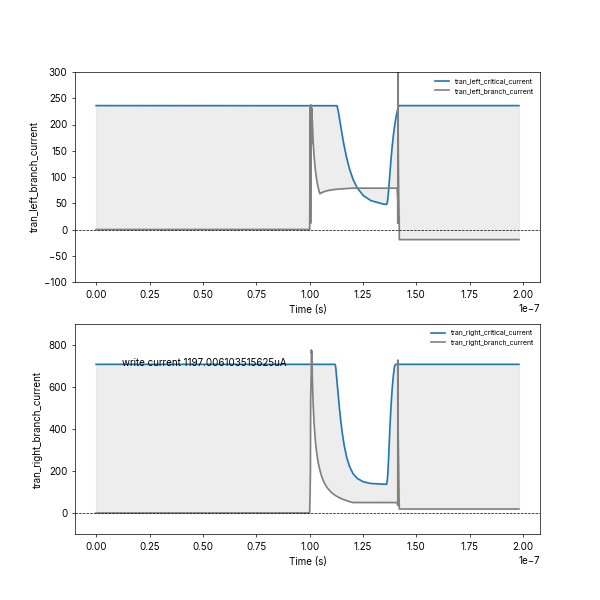 300
250
200
150
100
50
0
−50
−100
tran_left_branch_current
tran_left_critical_current
tran_left_branch_current
0.00 0.25 0.50 0.75 1.00 1.25 1.50 1.75 2.00
Time (s)
1e−7
800
600
400
200
0
tran_right_branch_current
write current 1197.006103515625uA
tran_right_critical_current
tran_right_branch_current
0.00 0.25 0.50 0.75 1.00 1.25 1.50 1.75 2.00
Time (s)
1e−7